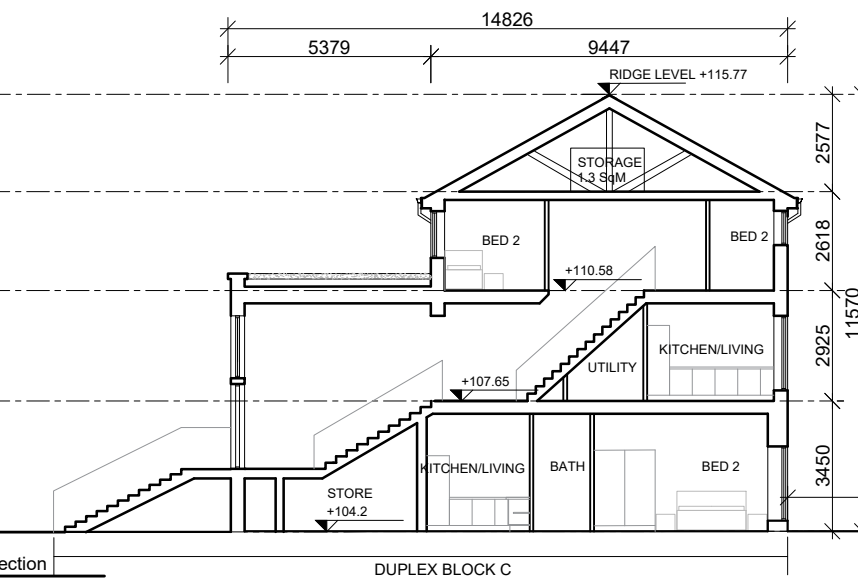 14826
5379
9447
RIDGE LEVEL +115.77
2577
STORAGE
1.3 SqM
BED 2
BED 2
2618
+110.58
11570
2925
KITCHEN/LIVING
UTILITY
+107.65
KITCHEN/LIVING
BATH
BED 2
3450
STORE
+104.2
ection
DUPLEX BLOCK C